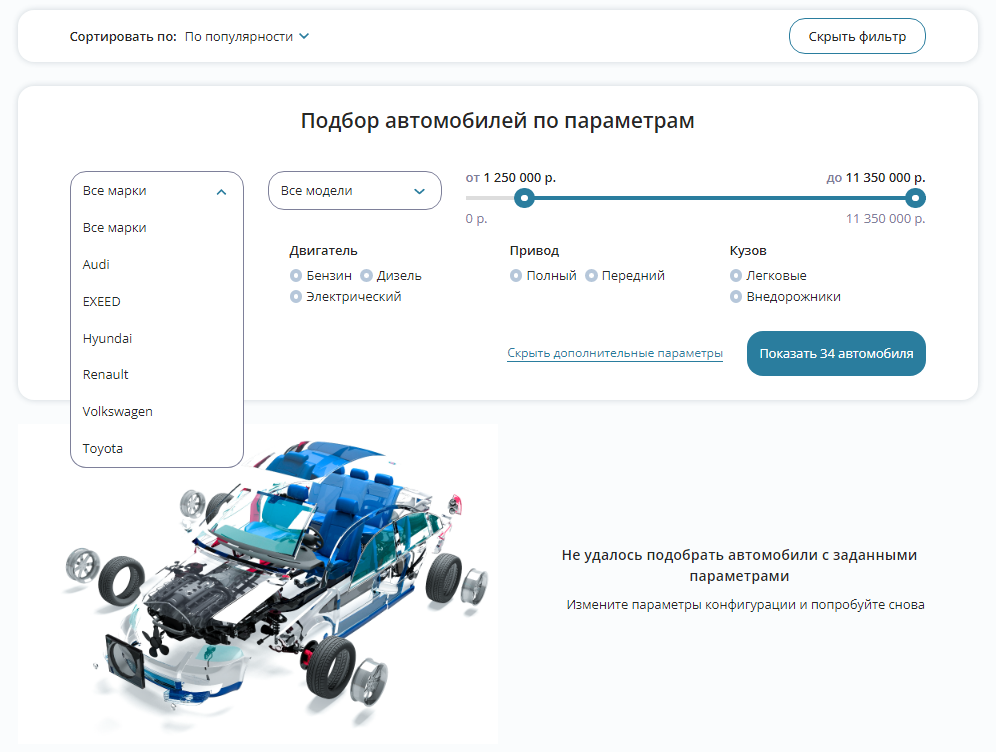 Сортировать по: По популярности
Скрыть фильтр
Подбор автомобилей по параметрам
Все марки
Все марки
Audi
EXEED
Hyundai
Renault
Volkswagen
Toyota
Все модели
от 1 250 000 р.
до 11 350 000 р.
0 р.
11 350 000 р.
Двигатель
Бензин Дизель
Электрический
Привод
Полный Передний
Кузов
Легковые
Внедорожники
Скрыть дополнительные параметры
Показать 34 автомобиля
Не удалось подобрать автомобили с заданными
параметрами
Измените параметры конфигурации и попробуйте снова